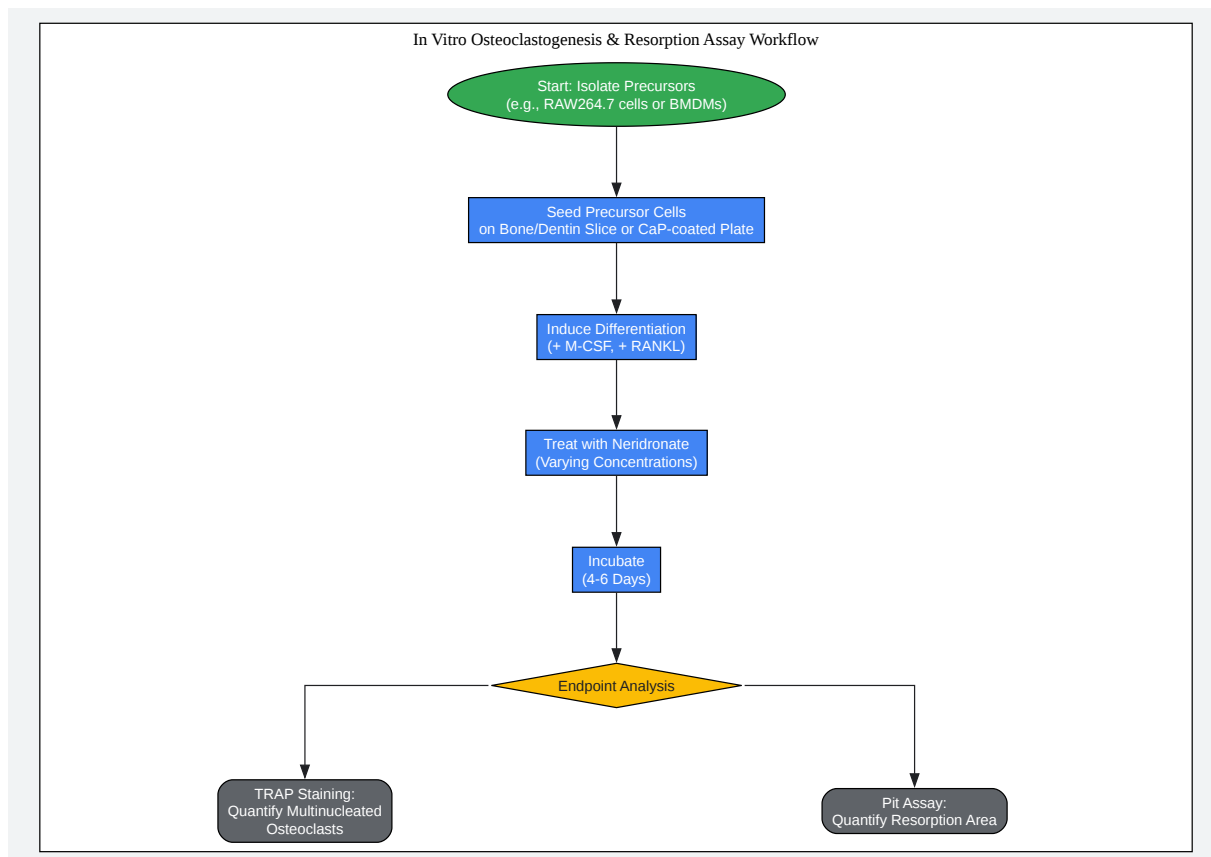 In Vitro Osteoclastogenesis & Resorption Assay Workflow
Start: Isolate Precursors
(e.g., RAW264.7 cells or BMDMs)
Seed Precursor Cells
on Bone/Dentin Slice or CaP-coated Plate
Induce Differentiation
(+ M-CSF, + RANKL)
Treat with Neridronate
(Varying Concentrations)
Incubate
(4-6 Days)
Endpoint Analysis
TRAP Staining:
Quantify Multinucleated
Osteoclasts
Pit Assay:
Quantify Resorption Area